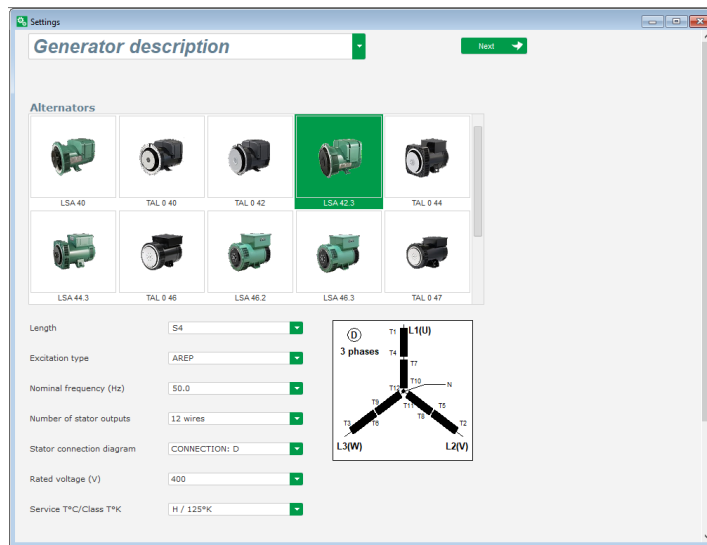 Settings
Generator description
Next
Alternators
LSA 40
TAL 0 40
TAL 0 42
LSA 42.3
TAL 0 44
LSA 44.3
TAL 0 46
LSA 46.2
LSA 46.3
TAL 0 47
Length S4
Excitation type AREP
Nominal frequency (Hz) 50.0
Number of stator outputs 12 wires
Stator connection diagram CONNECTION: D
Rated voltage (V) 400
Service T°C/Class T°K H / 125°K
D
3 phases
T1
L1(U)
T4
T7
T10
T12
N
T9
T11
T5
T3
T6
T8
T2
L3(W)
L2(V)